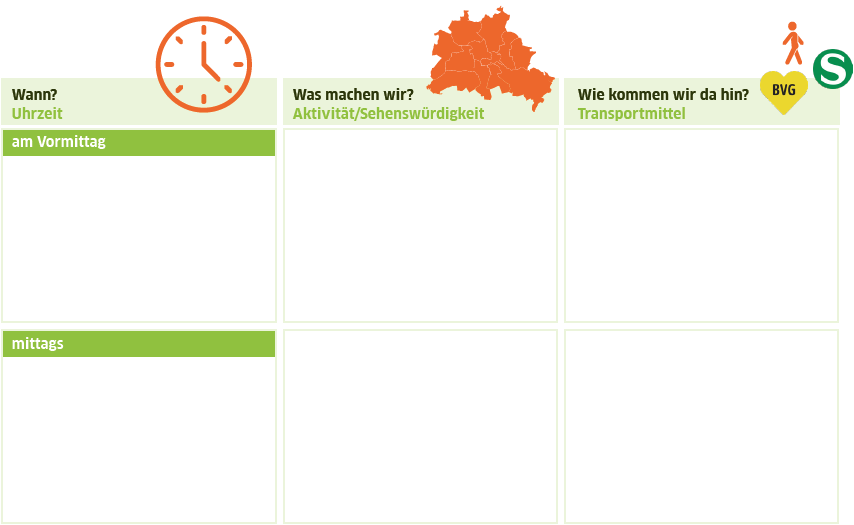 Wann?
Uhrzeit
Was machen wir?
Aktivität/Sehenswürdigkeit
Wie kommen wir da hin?
Transportmittel
BVG
S
am Vormittag
mittags